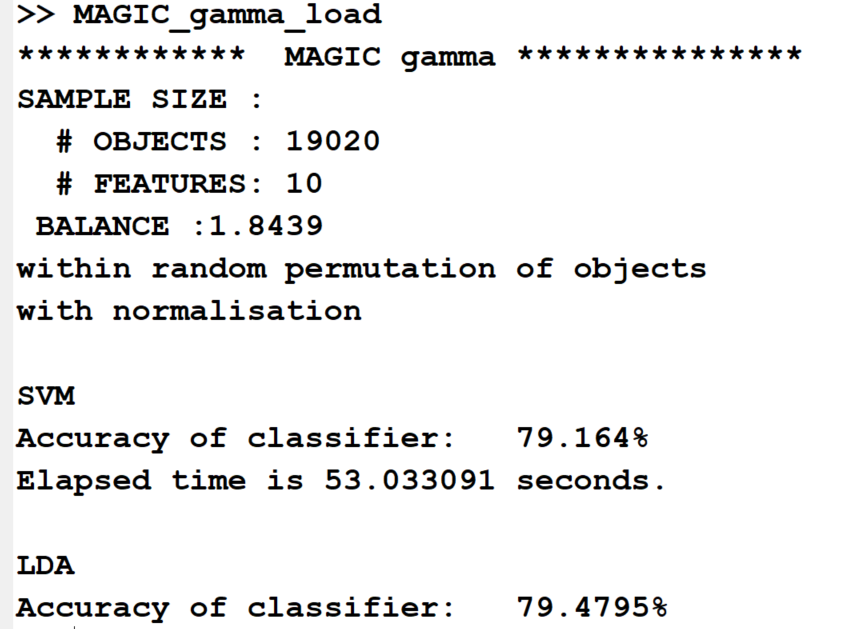 >> MAGIC_gamma_load
************ MAGIC gamma ***************
SAMPLE SIZE :
# OBJECTS : 19020
# FEATURES: 10
BALANCE :1.8439
within random permutation of objects
with normalisation
SVM
Accuracy of classifier: 79.164%
Elapsed time is 53.033091 seconds.
LDA
Accuracy of classifier: 79.4795%